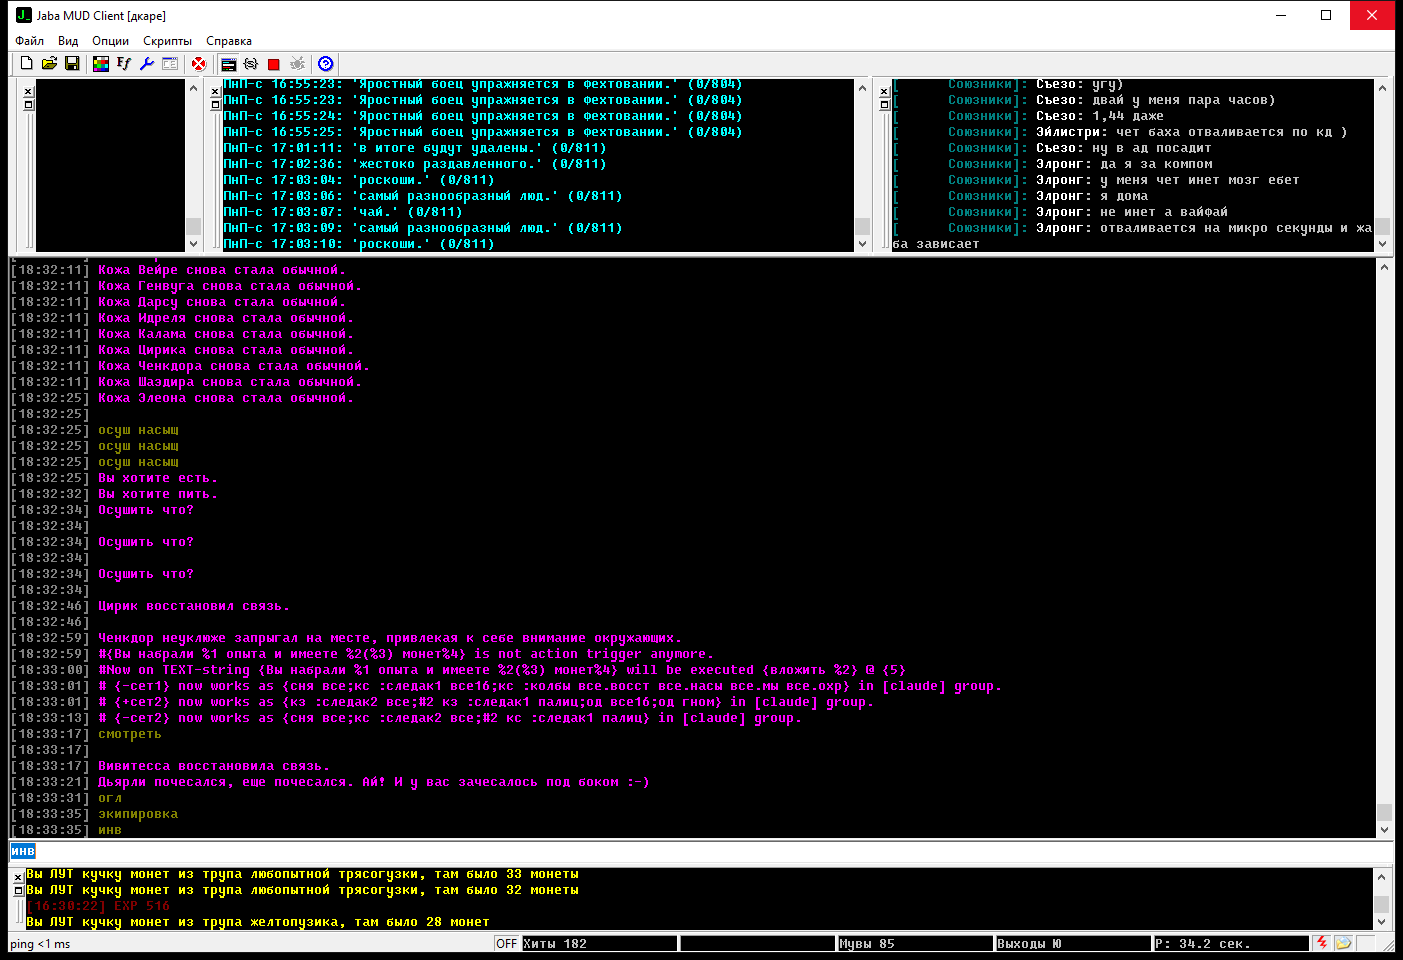 Jaba MUD Client [дкаре]
Файл Вид Опции Скрипты Справка
ПнП-с 16:55:23: 'Яростный боец упражняется в фехтовании.' (0/804)
ПнП-с 16:55:23: 'Яростный боец упражняется в фехтовании.' (0/804)
ПнП-с 16:55:24: 'Яростный боец упражняется в фехтовании.' (0/804)
ПнП-с 16:55:25: 'Яростный боец упражняется в фехтовании.' (0/804)
ПнП-с 17:01:11: 'в итоге будут удалены.' (0/811)
ПнП-с 17:02:36: 'жестоко раздавленного.' (0/811)
ПнП-с 17:03:04: 'роскоши.' (0/811)
ПнП-с 17:03:06: 'самый разнообразный люд.' (0/811)
ПнП-с 17:03:07: 'чай.' (0/811)
ПнП-с 17:03:09: 'самый разнообразный люд.' (0/811)
ПнП-с 17:03:10: 'роскоши.' (0/811)
[ Союзники]: Съезо: угу)
[ Союзники]: Съезо: двай у меня пара часов)
[ Союзники]: Съезо: 1,44 даже
[ Союзники]: Эйлистри: чет баха отваливается по кд )
[ Союзники]: Съезо: ну в ад посадит
[ Союзники]: Элронг: да я за компом
[ Союзники]: Элронг: у меня чет инет мозг ебет
[ Союзники]: Элронг: я дома
[ Союзники]: Элронг: не инет а вайфай
[ Союзники]: Элронг: отваливается на микро секунды и жа
ба зависает
[18:32:11] Кожа Вейре снова стала обычной.
[18:32:11] Кожа Генвуга снова стала обычной.
[18:32:11] Кожа Дарсу снова стала обычной.
[18:32:11] Кожа Идреля снова стала обычной.
[18:32:11] Кожа Калама снова стала обычной.
[18:32:11] Кожа Цирика снова стала обычной.
[18:32:11] Кожа Ченкдора снова стала обычной.
[18:32:11] Кожа Шаздира снова стала обычной.
[18:32:25] Кожа Элеона снова стала обычной.
[18:32:25]
[18:32:25] осуш насыщ
[18:32:25] осуш насыщ
[18:32:25] осуш насыщ
[18:32:25] Вы хотите есть.
[18:32:32] Вы хотите пить.
[18:32:34] Осушить что?
[18:32:34]
[18:32:34] Осушить что?
[18:32:34]
[18:32:34] Осушить что?
[18:32:34]
[18:32:46] Цирик восстановил связь.
[18:32:46]
[18:32:59] Ченкдор неуклюже запрыгал на месте, привлекая к себе внимание окружающих.
[18:32:59] #{Вы набрали %1 опыта и имеете %2(%3) монет%4} is not action trigger anymore.
[18:33:00] #Now on TEXT-string {Вы набрали %1 опыта и имеете %2(%3) монет%4} will be executed {вложить %2} @ {5}
[18:33:01] # {-сет1} now works as {сня все;кс :следак1 все16;кс :колбы все.восст все.насы все.мы все.охр} in [claude] group.
[18:33:01] # {+сет2} now works as {кз :следак2 все;#2 кз :следак1 палиц;од все16;од гном} in [claude] group.
[18:33:13] # {-сет2} now works as {сня все;кс :следак2 все;#2 кс :следак1 палиц} in [claude] group.
[18:33:17] смотреть
[18:33:17]
[18:33:17] Вивитесса восстановила связь.
[18:33:21] Дьярли почесался, еще почесался. Ай! И у вас зачесалось под боком :-)
[18:33:31] огл
[18:33:35] экипировка
[18:33:35] инв
инв
Вы ЛУТ кучку монет из трупа любопытной трясогузки, там было 33 монеты
Вы ЛУТ кучку монет из трупа любопытной трясогузки, там было 32 монеты
[16:38:22] EXP 516
Вы ЛУТ кучку монет из трупа желтопузика, там было 28 монет
ping <1 ms OFF Хиты 182 Мувы 85 Выходы Ю Р: 34.2 сек.